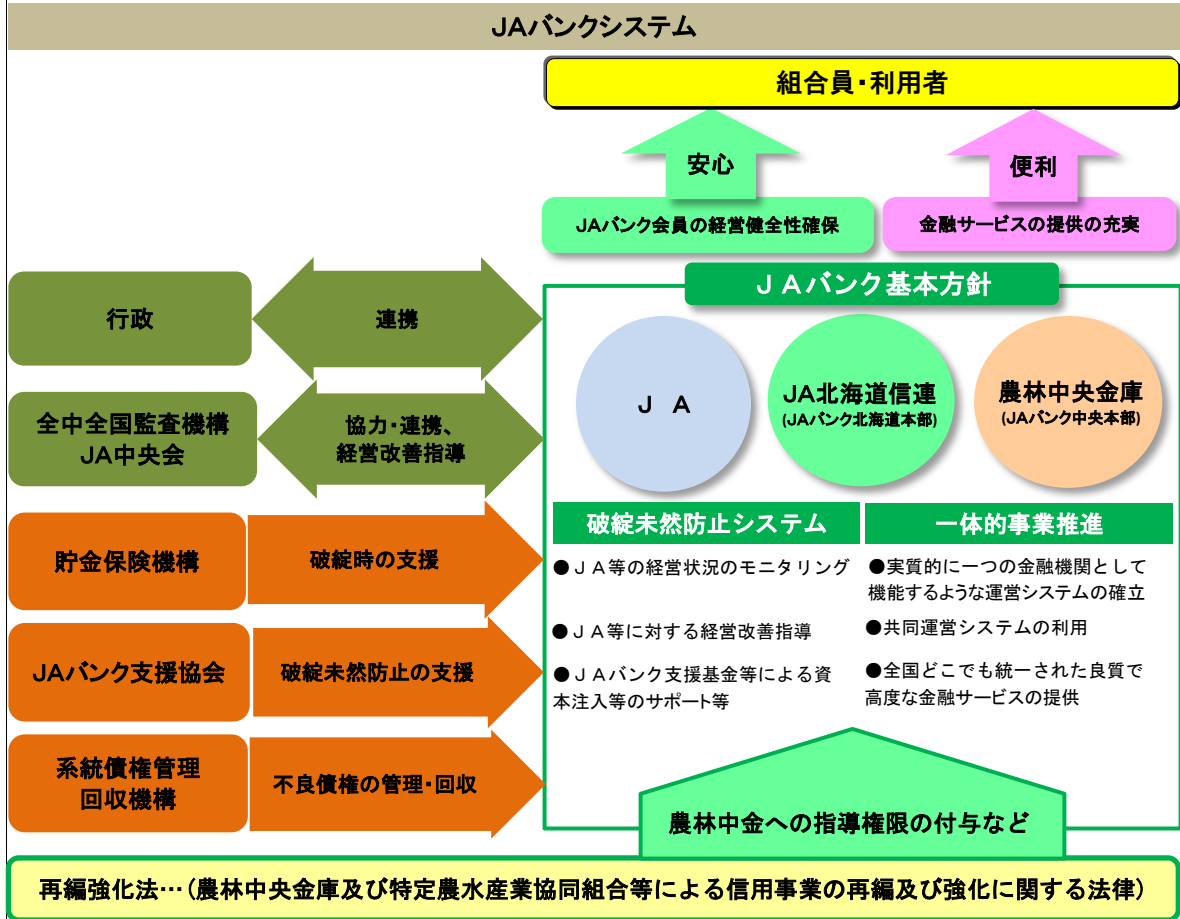 JAバンクシステム
組合員・利用者
安心
便利
JAバンク会員の経営健全性確保
金融サービスの提供の充実
ＪＡバンク基本方針
行政
連携
Ｊ Ａ
JA北海道信連
(JAバンク北海道本部)
農林中央金庫
(JAバンク中央本部)
全中全国監査機構
JA中央会
協力・連携、
経営改善指導
貯金保険機構
破綻時の支援
JAバンク支援協会
破綻未然防止の支援
系統債権管理
回収機構
不良債権の管理・回収
破綻未然防止システム
●ＪＡ等の経営状況のモニタリング
●ＪＡ等に対する経営改善指導
●ＪＡバンク支援基金等による資
本注入等のサポート等
一体的事業推進
●実質的に一つの金融機関として
機能するような運営システムの確立
●共同運営システムの利用
●全国どこでも統一された良質で
高度な金融サービスの提供
農林中金への指導権限の付与など
再編強化法…（農林中央金庫及び特定農水産業協同組合等による信用事業の再編及び強化に関する法律）